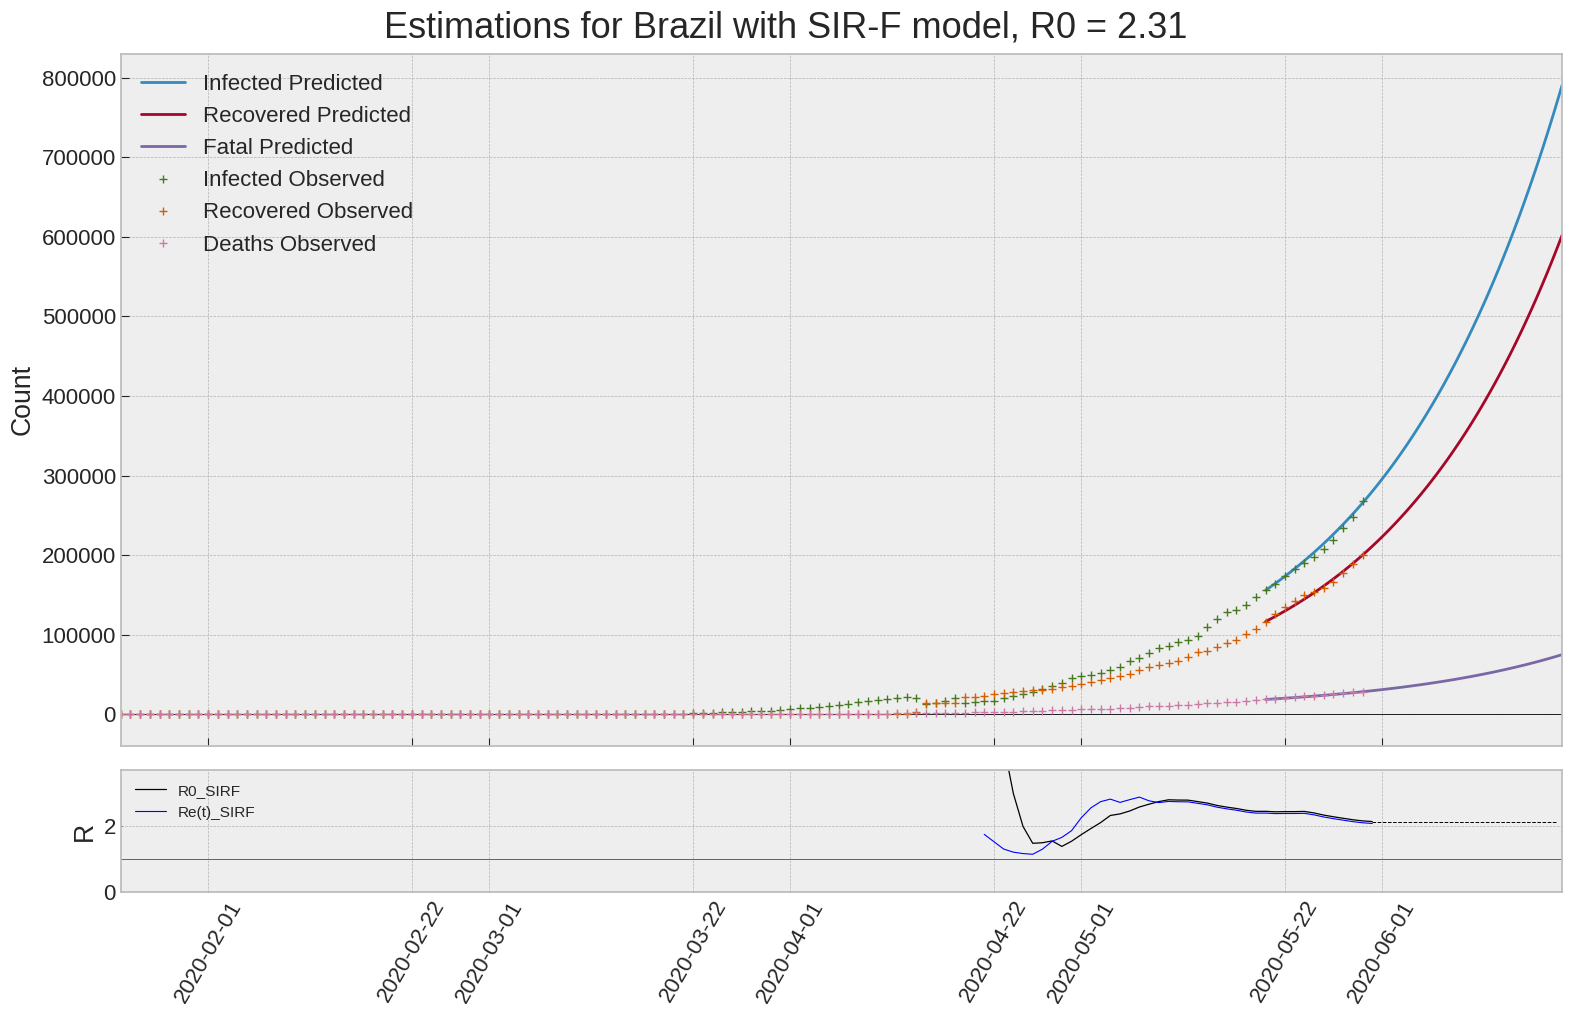 Estimations for Brazil with SIR-F model, R0 = 2.31
800000
700000
600000
500000
400000
300000
200000
100000
0
Count
Infected Predicted
Recovered Predicted
Fatal Predicted
Infected Observed
Recovered Observed
Deaths Observed
R0_SIRF
Re(t)_SIRF
2
0
R
2020-02-01
2020-02-22
2020-03-01
2020-03-22
2020-04-01
2020-04-22
2020-05-01
2020-05-22
2020-06-01